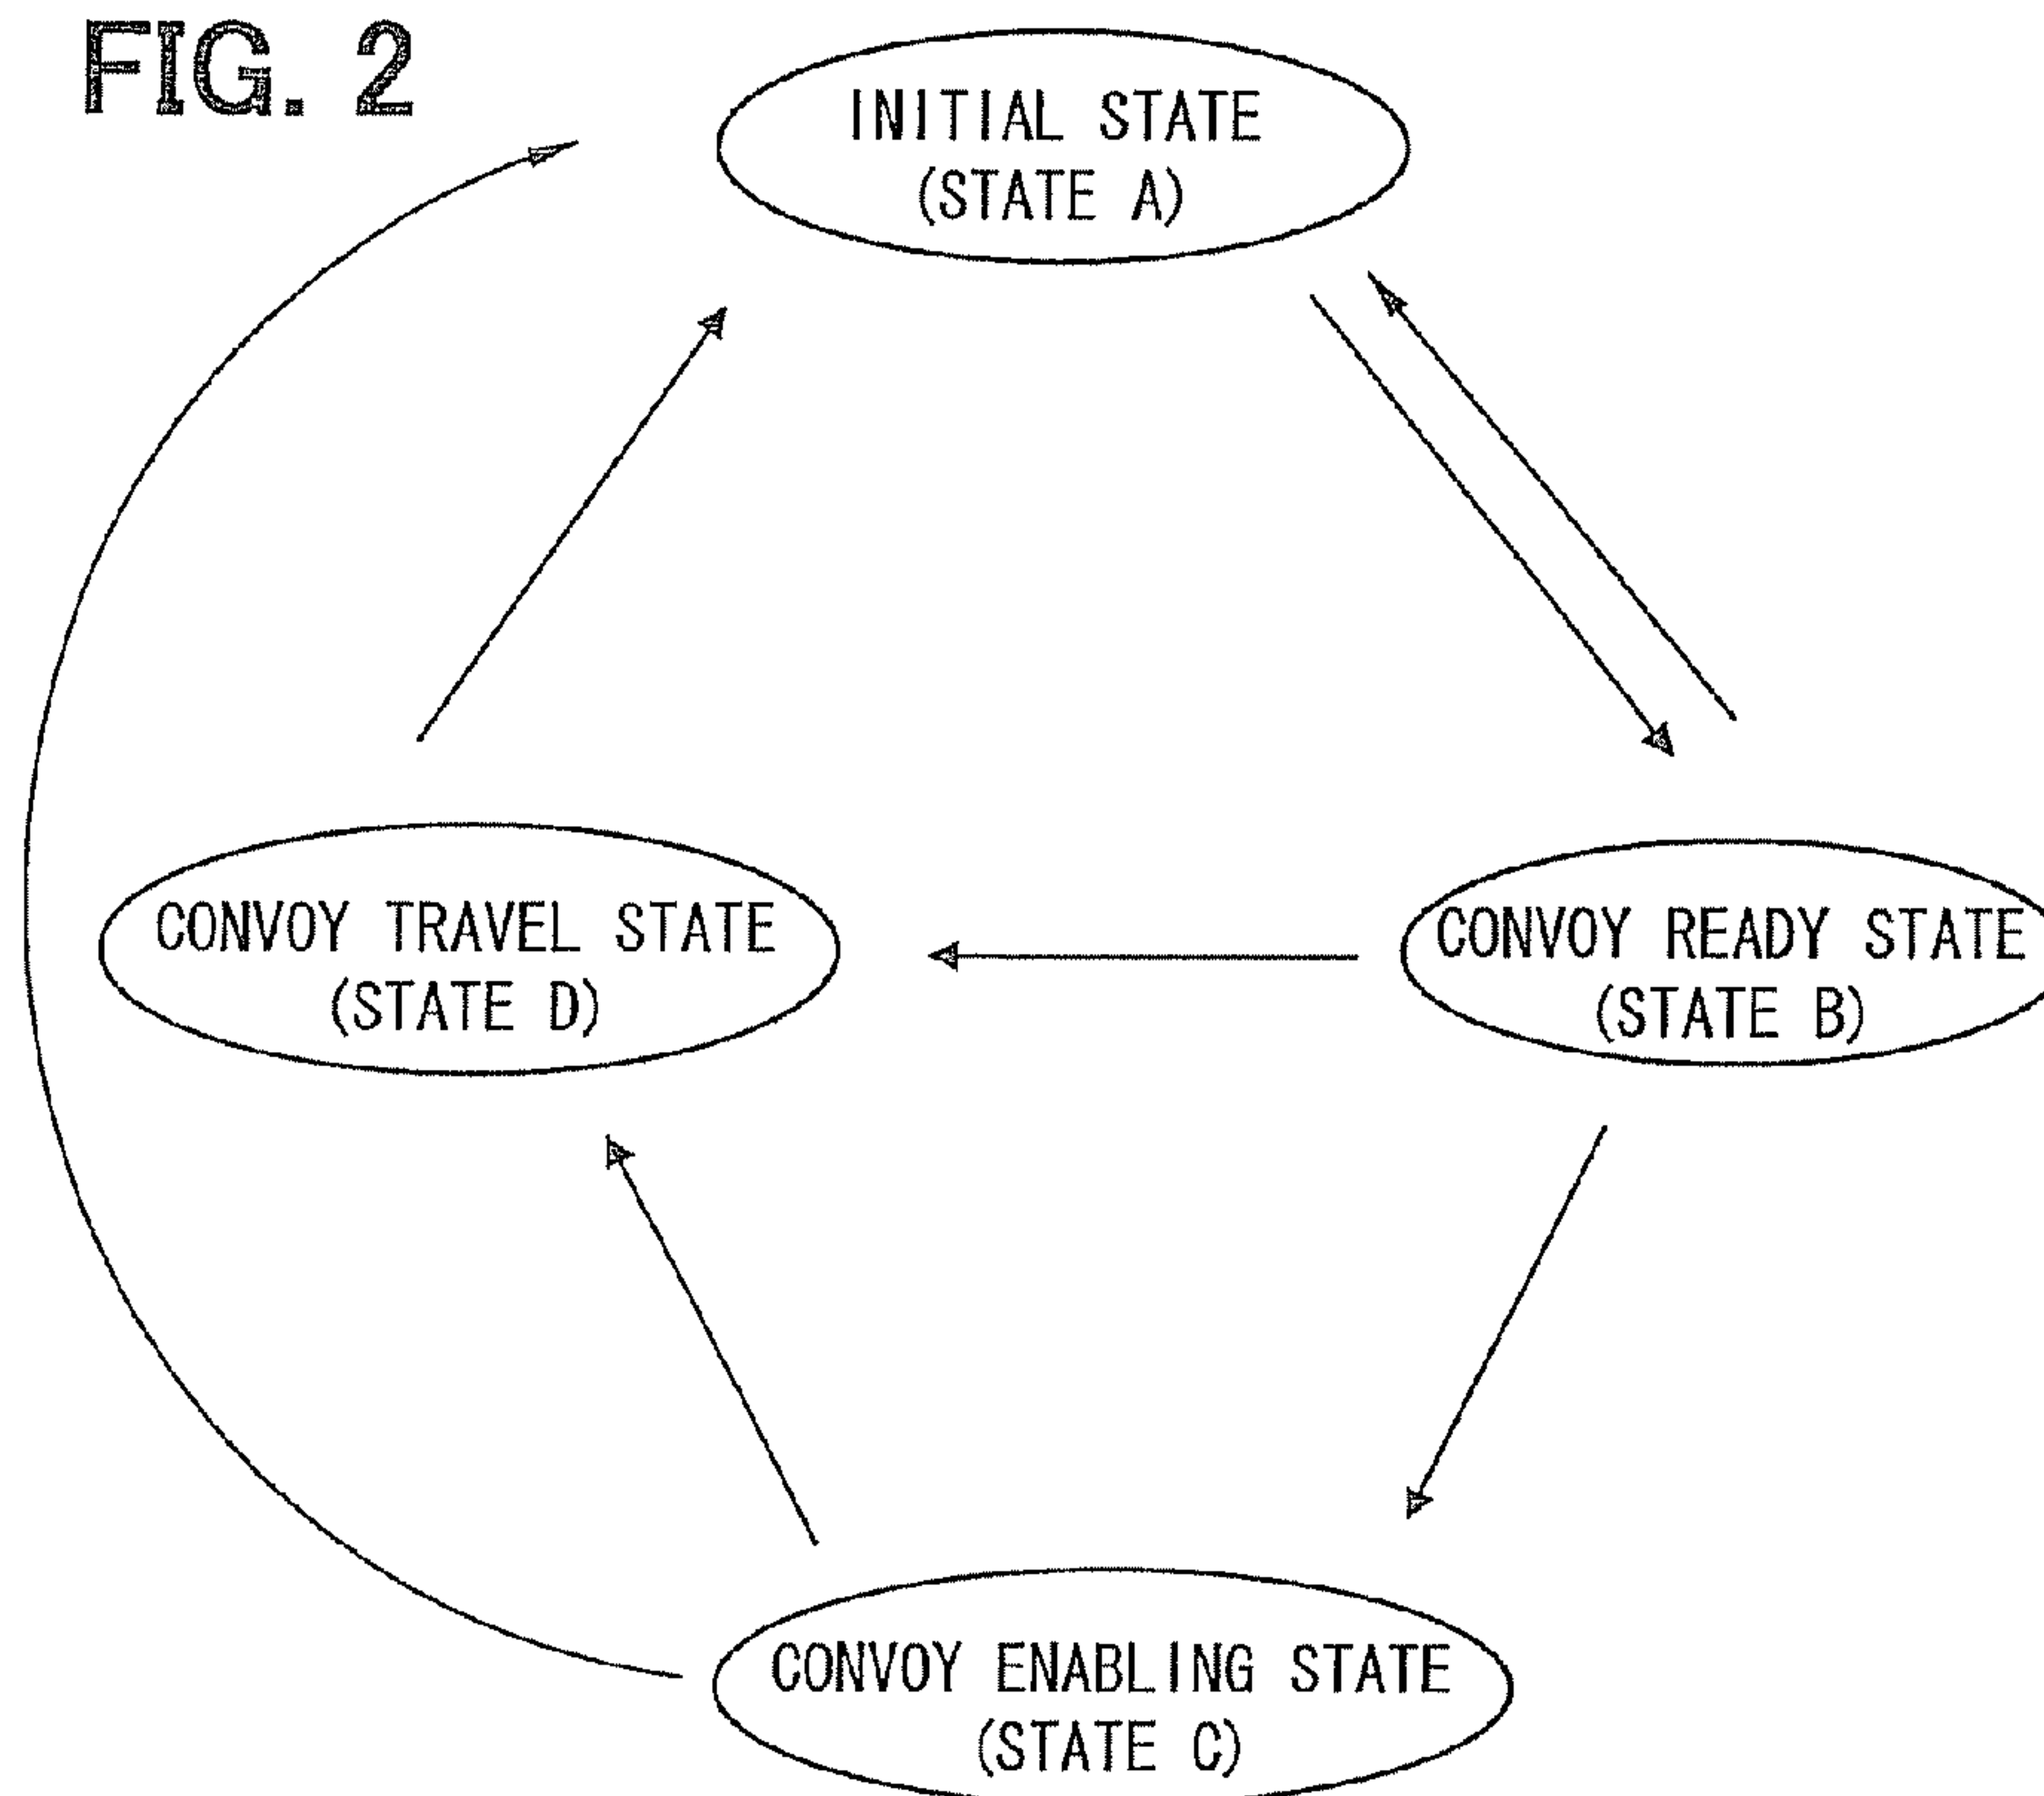 FIG. 2
INITIAL STATE
(STATE A)
CONVOY TRAVEL STATE
(STATE D)
CONVOY READY STATE
(STATE B)
CONVOY ENABLING STATE
(STATE C)